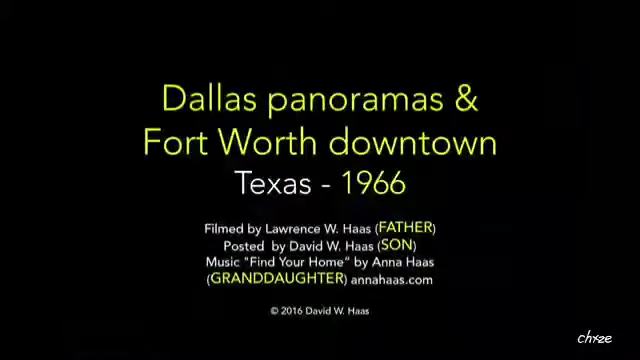 Dallas panoramas &
Fort Worth downtown
Texas - 1966
Filmed by Lawrence W. Haas (FATHER)
Posted by David W. Haas (SON)
Music "Find Your Home" by Anna Haas
(GRANDDAUGHTER) annahaas.com
© 2016 David W. Haas
chxze